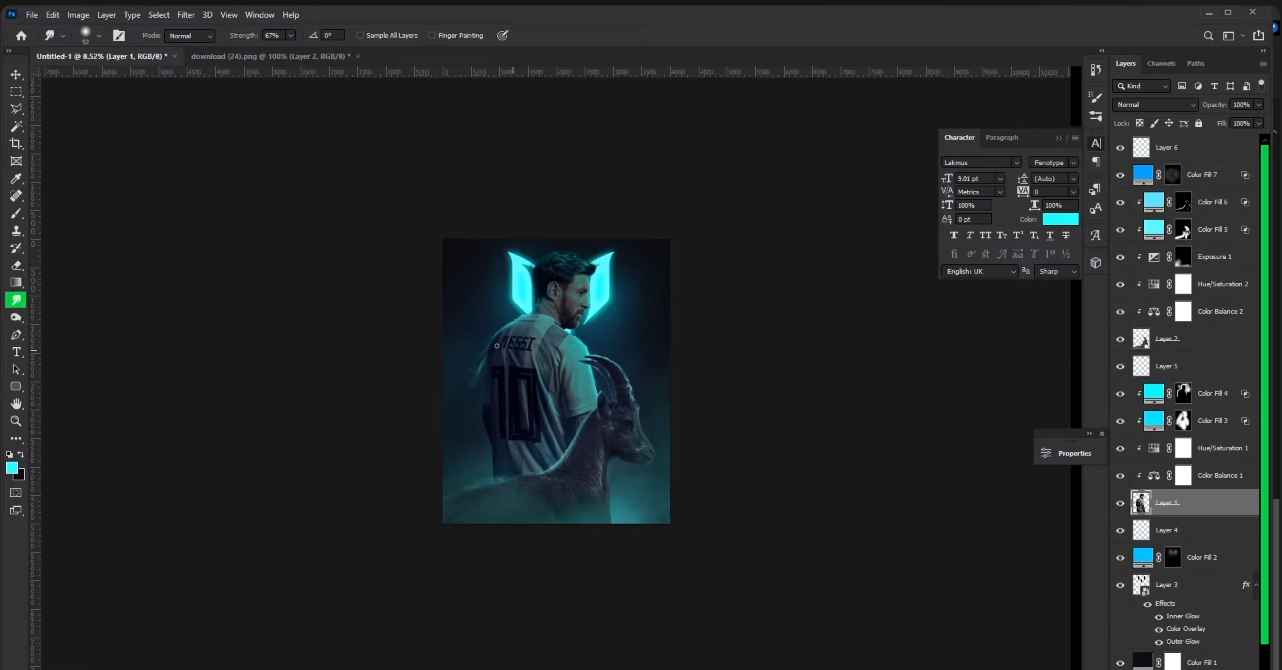 Ps File Edit Image Layer Type Select Filter 3D View Window Help
Mode: Normal Strength: 67% 0° Sample All Layers Finger Painting
Untitled-1 @ 8.52% (Layer 1, RGB/8) * × download (24).png @ 100% (Layer 2, RGB/8*) * ×
Layers Channels Paths
Kind
Normal Opacity: 100%
Lock: Fill: 100%
Character Paragraph
Lakmus Fenotype
9.01 pt (Auto)
Metrics 0
100% 100%
0 pt Color:
English: UK Sharp
Properties
Layer 6
Color Fill 7
Color Fill 6
Color Fill 5
Exposure 1
Hue/Saturation 2
Color Balance 2
Layer 2
Layer 5
Color Fill 4
Color Fill 3
Hue/Saturation 1
Color Balance 1
Layer 1
Layer 4
Color Fill 2
Layer 3 fx
Effects
Inner Glow
Color Overlay
Outer Glow
Color Fill 1
MESSI
10